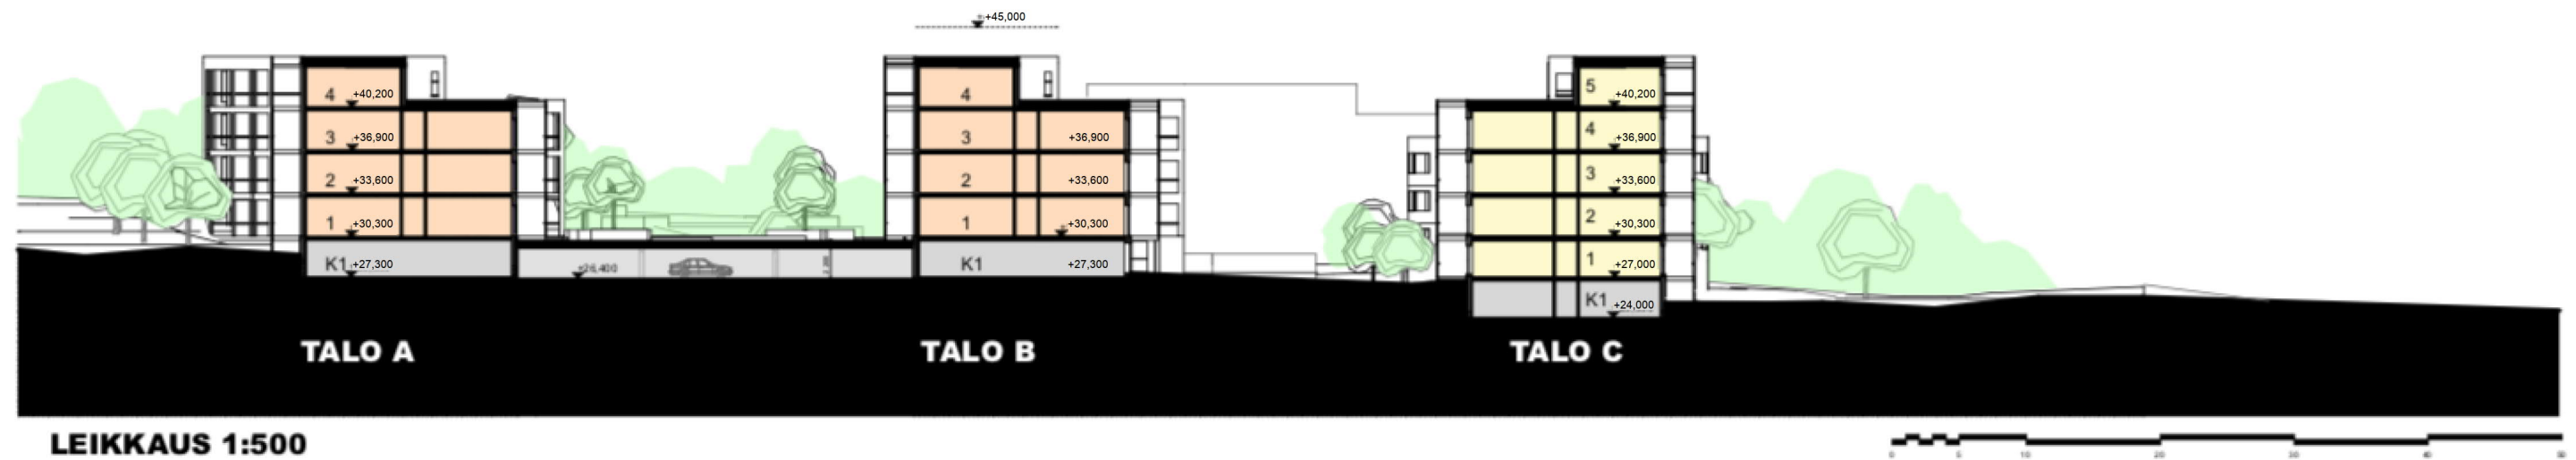 +45,000
4 +40,200
3 +36,900
2 +33,600
1 +30,300
K1 +27,300
+26,400
4
3 +36,900
2 +33,600
1 +30,300
K1 +27,300
5 +40,200
4 +36,900
3 +33,600
2 +30,300
1 +27,000
K1 +24,000
TALO A
TALO B
TALO C
LEIKKAUS 1:500
0 5 10 20 30 40 50